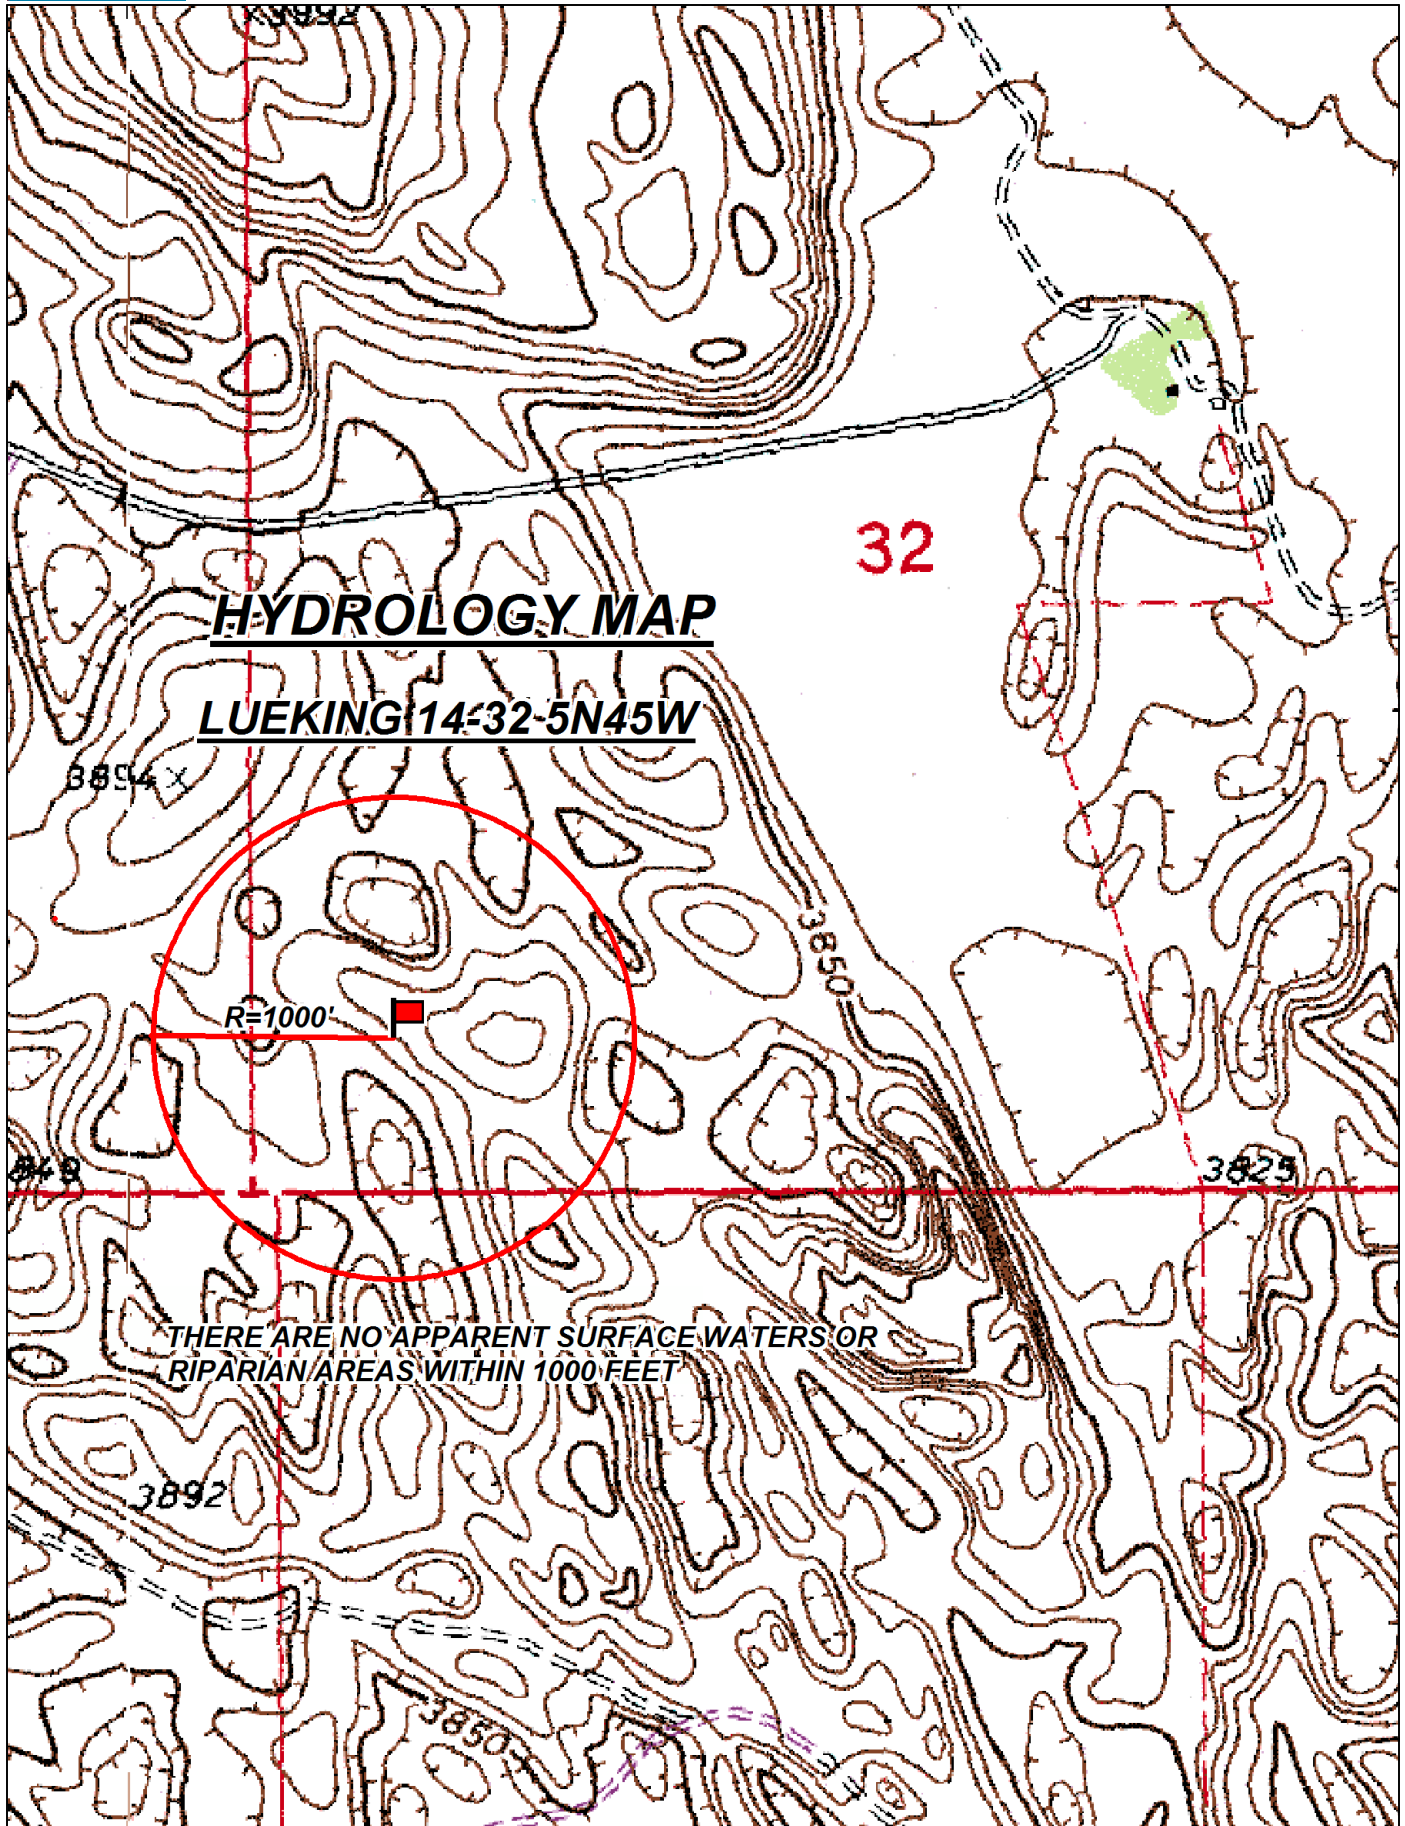 x3992
32
HYDROLOGY MAP
LUEKING 14-32 5N45W
3894 x
3850
R=1000'
3825
THERE ARE NO APPARENT SURFACE WATERS OR
RIPARIAN AREAS WITHIN 1000 FEET
3892
3850